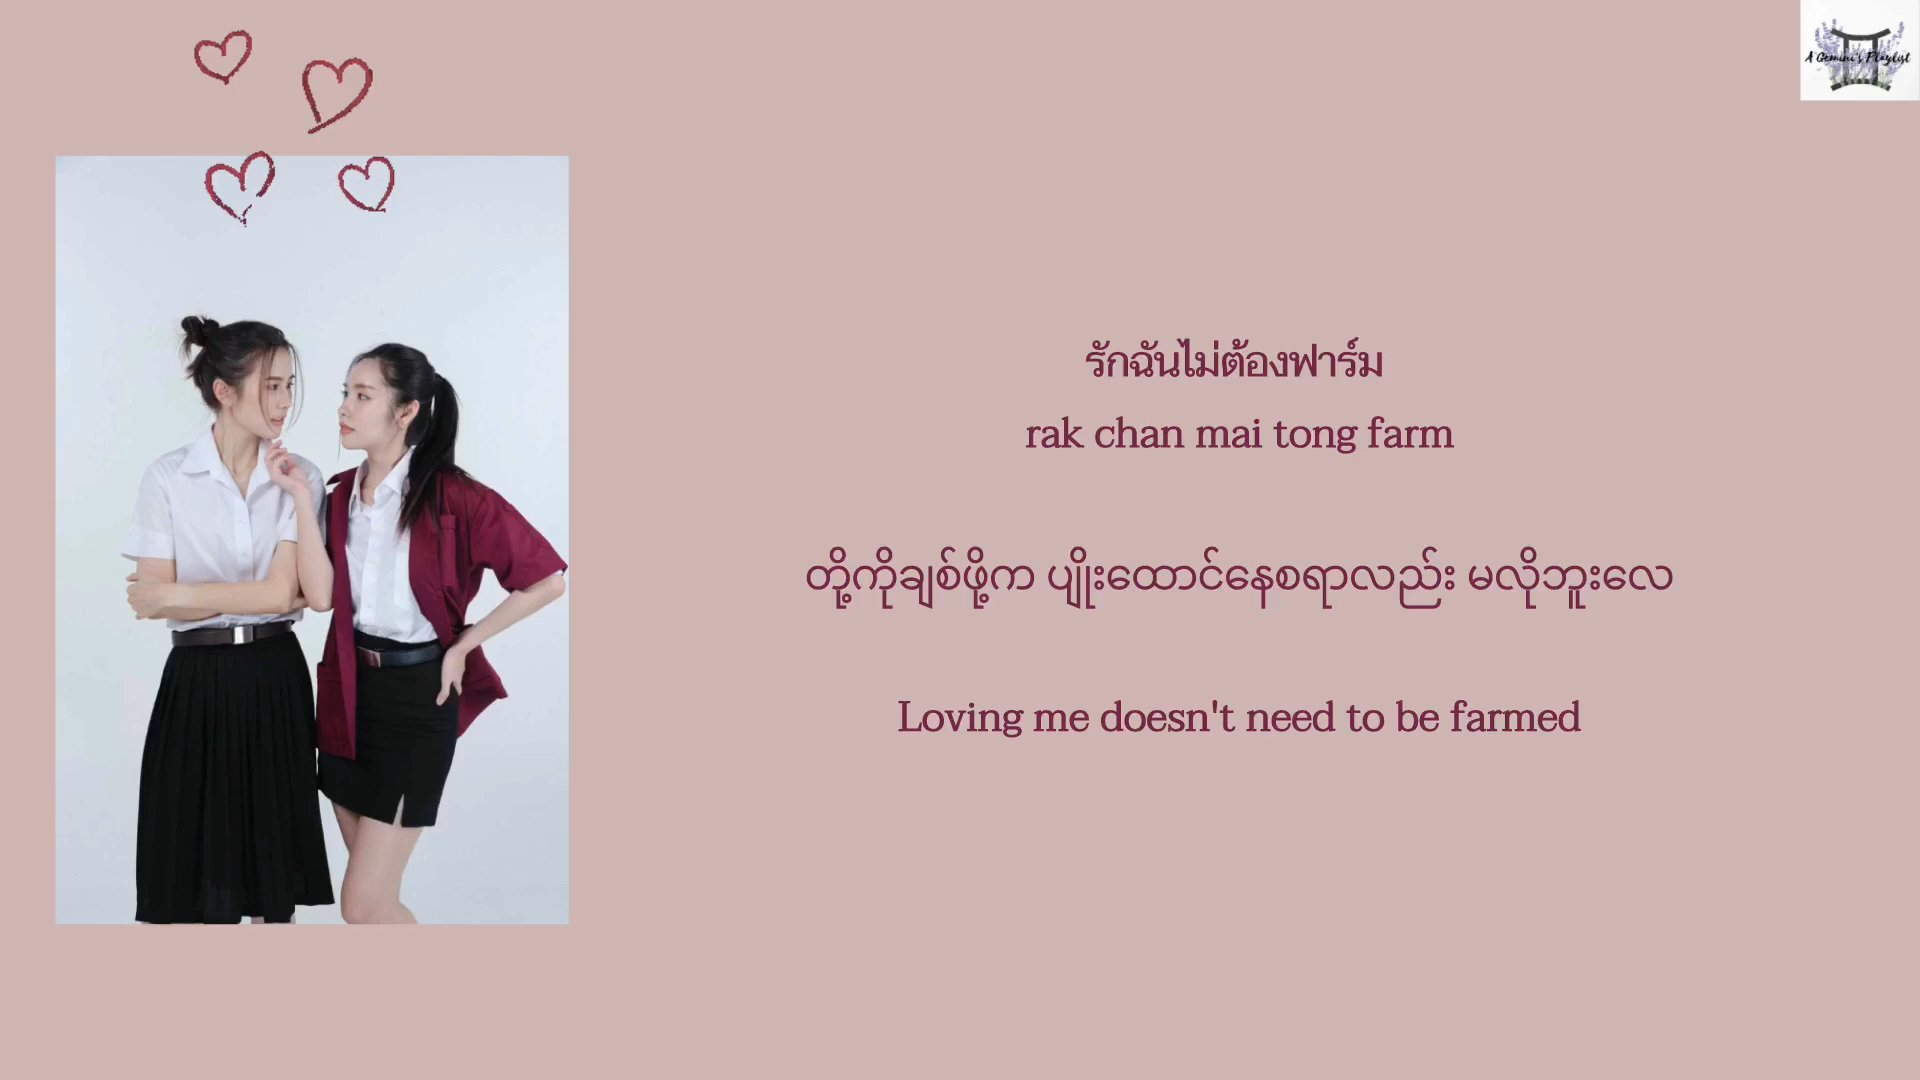 A Gemini's Playlist
รักฉันไม่ต้องฟาร์ม
rak chan mai tong farm
တို့ကိုချစ်ဖို့က ပျိုးထောင်နေစရာလည်း မလိုဘူးလေ
Loving me doesn't need to be farmed